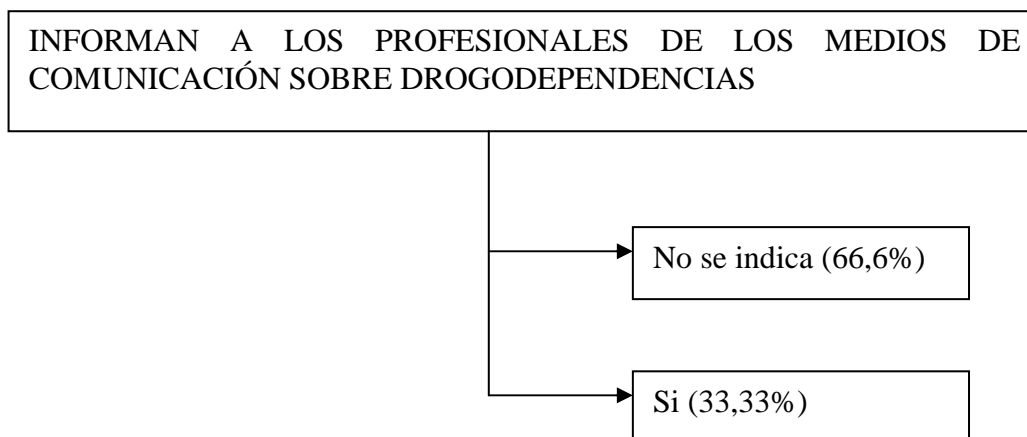 INFORMAN A LOS PROFESIONALES DE LOS MEDIOS DE
COMUNICACIÓN SOBRE DROGODEPENDENCIAS
No se indica (66,6%)
Si (33,33%)